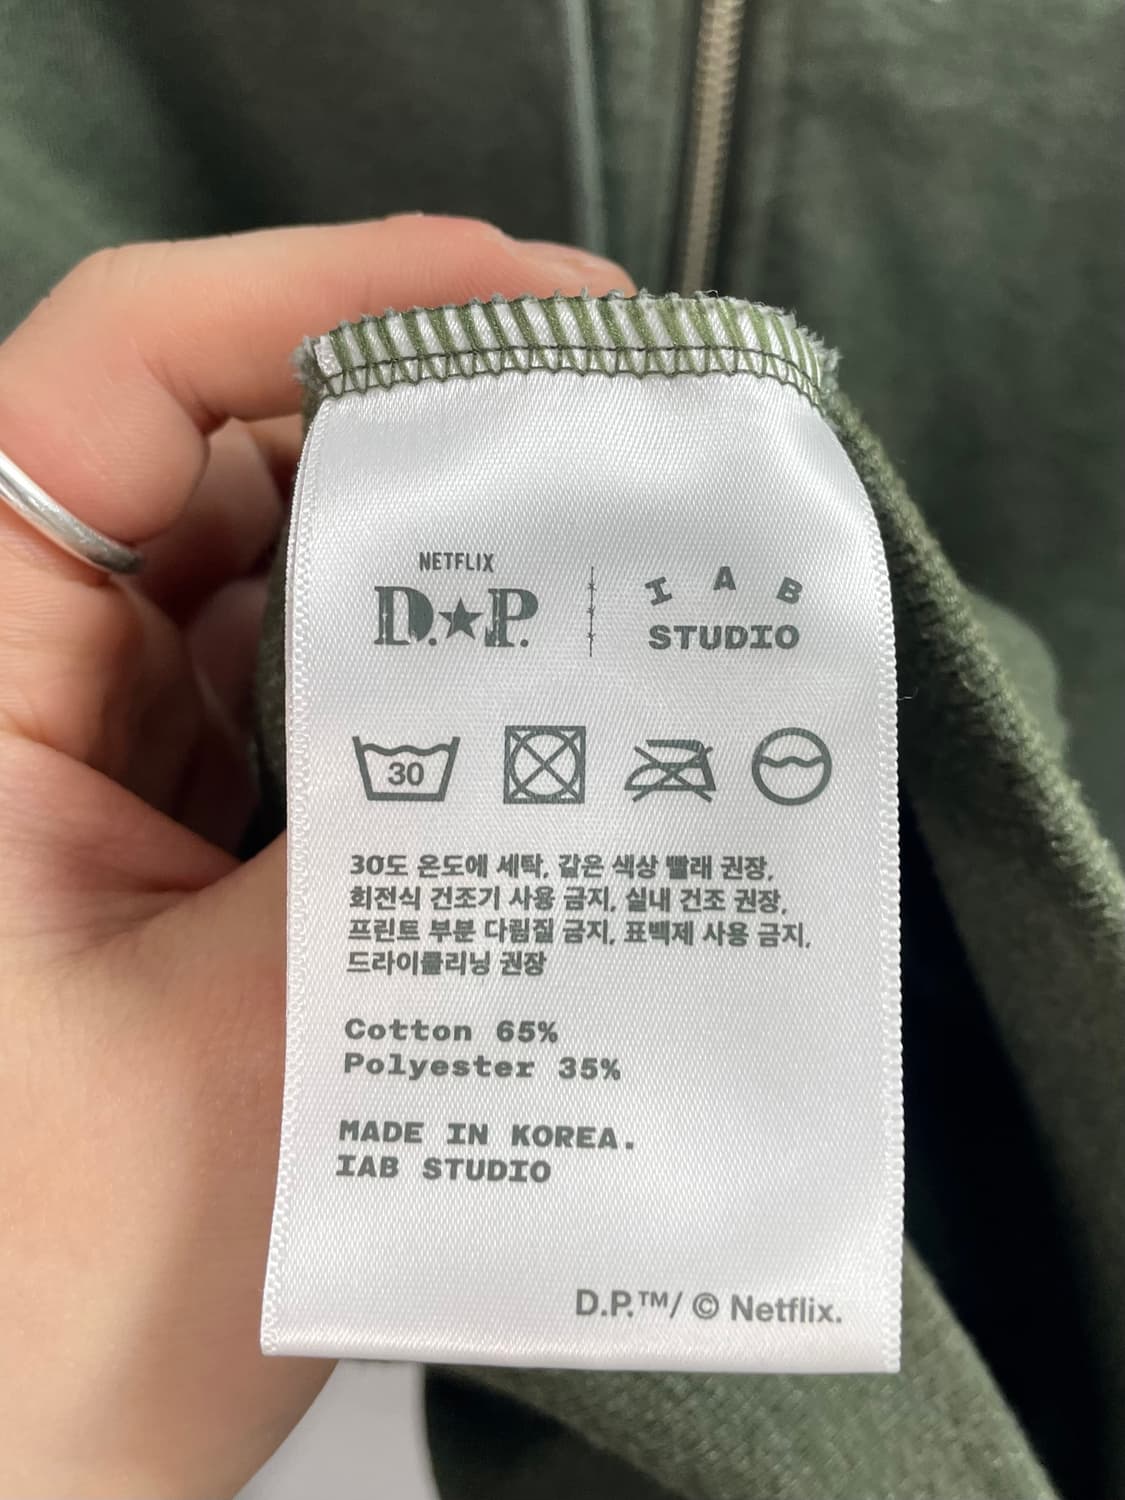 NETFLIX
D.★P.
I A B
STUDIO
30
30도 온도에 세탁, 같은 색상 빨래 권장,
회전식 건조기 사용 금지, 실내 건조 권장,
프린트 부분 다림질 금지, 표백제 사용 금지,
드라이클리닝 권장
Cotton 65%
Polyester 35%
MADE IN KOREA.
IAB STUDIO
D.P.™/ © Netflix.